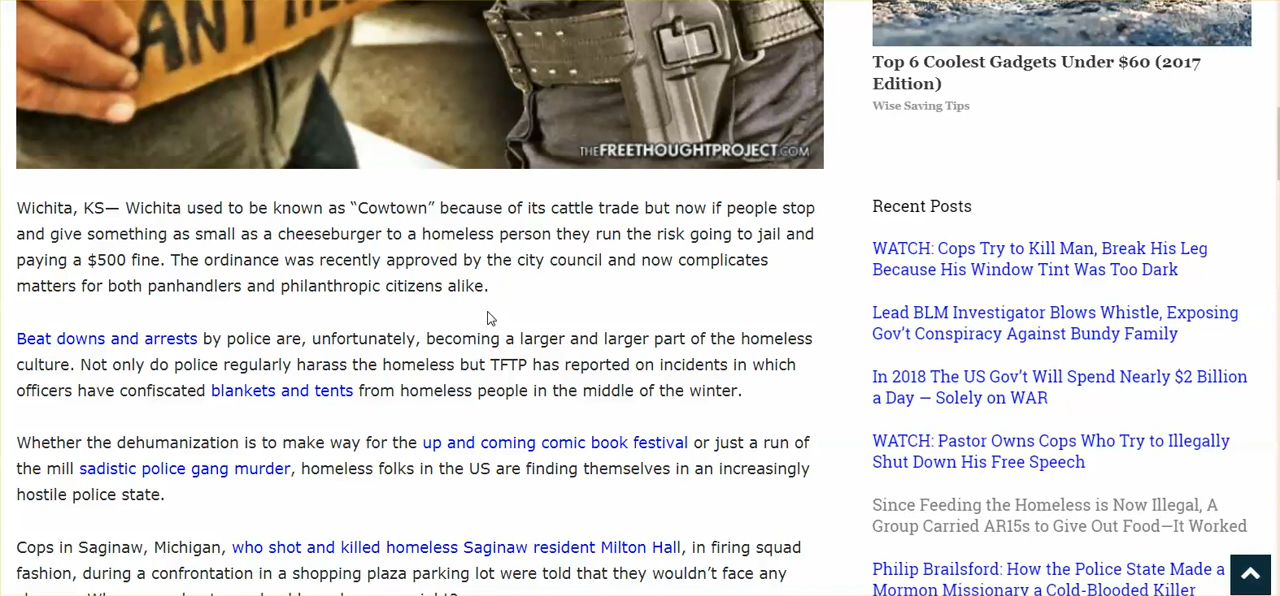 ANY
THEFREETHOUGHTPROJECT.COM
Wichita, KS— Wichita used to be known as “Cowtown” because of its cattle trade but now if people stop
and give something as small as a cheeseburger to a homeless person they run the risk going to jail and
paying a $500 fine. The ordinance was recently approved by the city council and now complicates
matters for both panhandlers and philanthropic citizens alike.
Beat downs and arrests by police are, unfortunately, becoming a larger and larger part of the homeless
culture. Not only do police regularly harass the homeless but TFTP has reported on incidents in which
officers have confiscated blankets and tents from homeless people in the middle of the winter.
Whether the dehumanization is to make way for the up and coming comic book festival or just a run of
the mill sadistic police gang murder, homeless folks in the US are finding themselves in an increasingly
hostile police state.
Cops in Saginaw, Michigan, who shot and killed homeless Saginaw resident Milton Hall, in firing squad
fashion, during a confrontation in a shopping plaza parking lot were told that they wouldn’t face any
Top 6 Coolest Gadgets Under $60 (2017
Edition)
Wise Saving Tips
Recent Posts
WATCH: Cops Try to Kill Man, Break His Leg
Because His Window Tint Was Too Dark
Lead BLM Investigator Blows Whistle, Exposing
Gov’t Conspiracy Against Bundy Family
In 2018 The US Gov’t Will Spend Nearly $2 Billion
a Day — Solely on WAR
WATCH: Pastor Owns Cops Who Try to Illegally
Shut Down His Free Speech
Since Feeding the Homeless is Now Illegal, A
Group Carried AR15s to Give Out Food—It Worked
Philip Brailsford: How the Police State Made a
Mormon Missionary a Cold-Blooded Killer